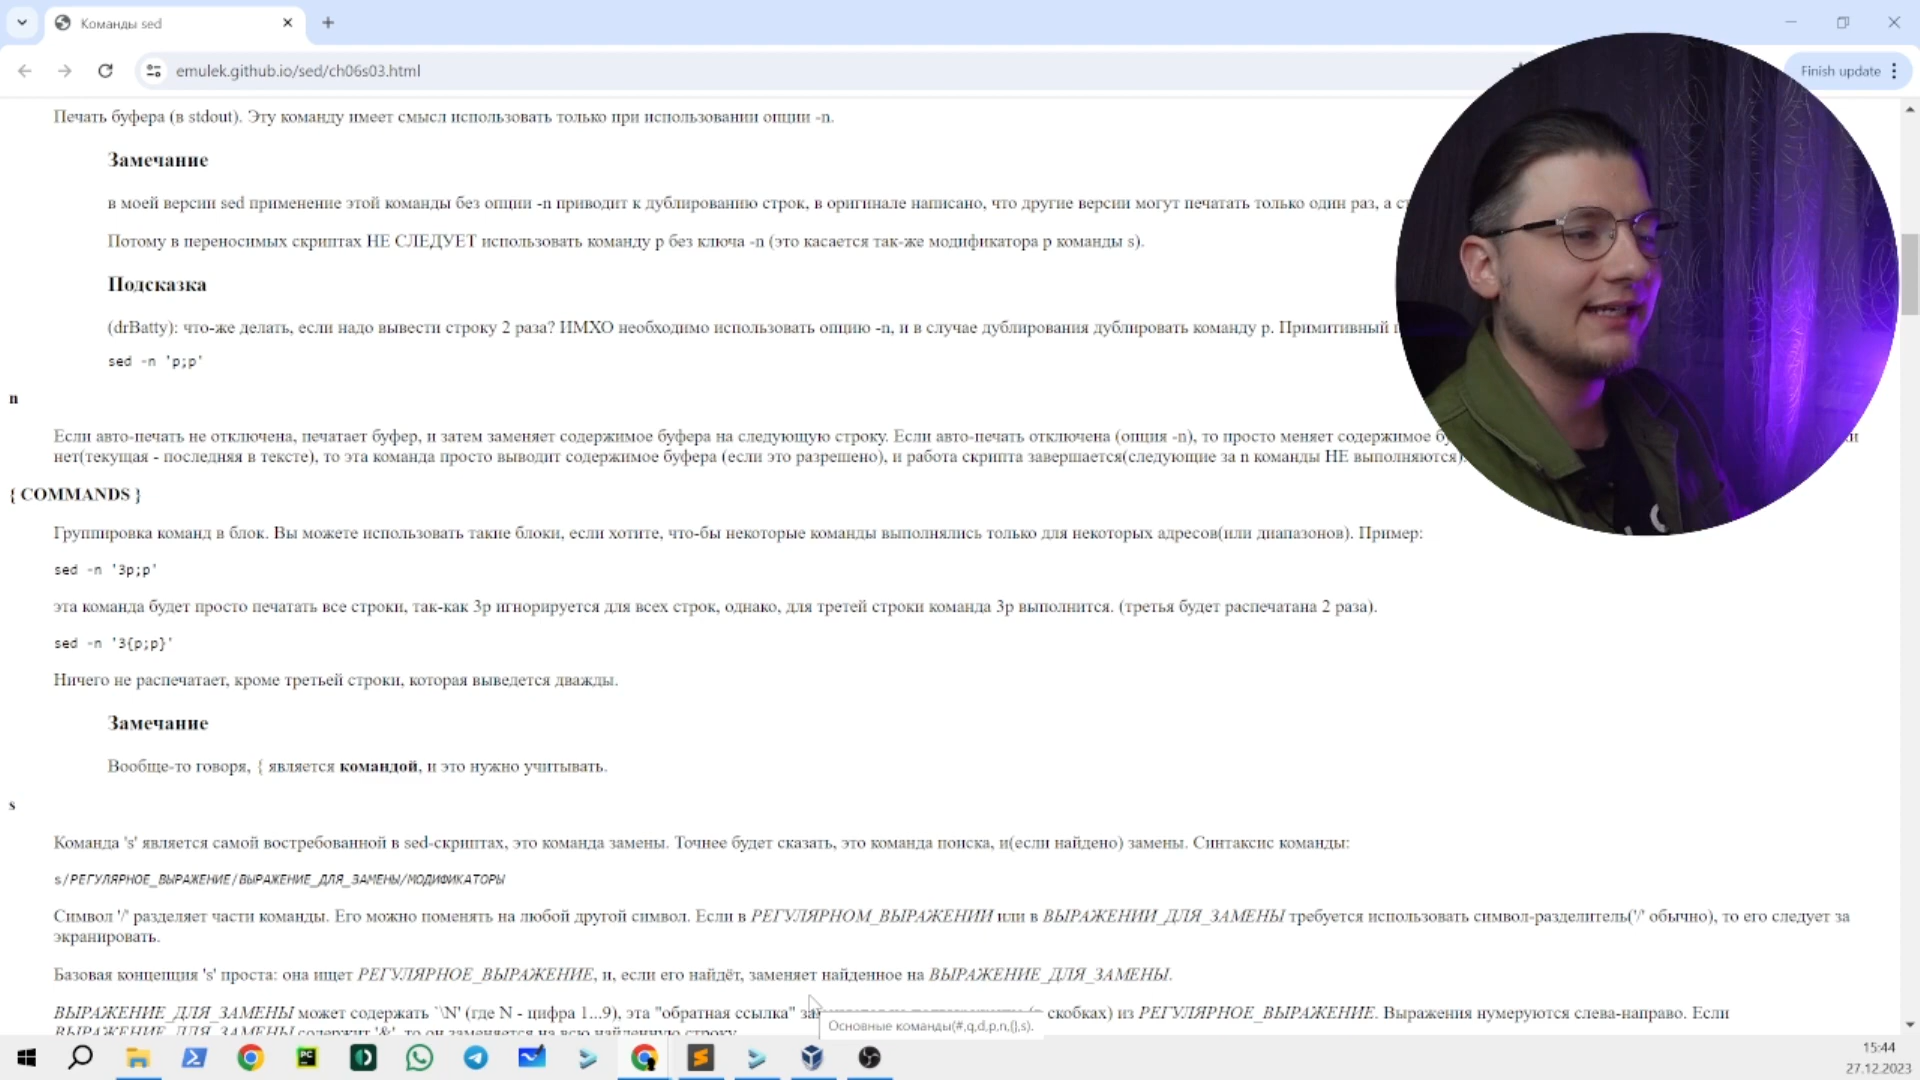 Команды sed
emulek.github.io/sed/ch06s03.html
Finish update
Печать буфера (в stdout). Эту команду имеет смысл использовать только при использовании опции -n.
Замечание
в моей версии sed применение этой команды без опции -n приводит к дублированию строк, в оригинале написано, что другие версии могут печатать только один раз, а
Потому в переносимых скриптах НЕ СЛЕДУЕТ использовать команду p без ключа -n (это касается так-же модификатора p команды s).
Подсказка
(drBatty): что-же делать, если надо вывести строку 2 раза? ИМХО необходимо использовать опцию -n, и в случае дублирования дублировать команду p. Примитивный
sed -n 'p;p'
n
Если авто-печать не отключена, печатает буфер, и затем заменяет содержимое буфера на следующую строку. Если авто-печать отключена (опция -n), то просто меняет содержимое
нет(текущая - последняя в тексте), то эта команда просто выводит содержимое буфера (если это разрешено), и работа скрипта завершается(следующие за n команды НЕ выполняются).
{ COMMANDS }
Группировка команд в блок. Вы можете использовать такие блоки, если хотите, что-бы некоторые команды выполнялись только для некоторых адресов(или диапазонов). Пример:
sed -n '3p;p'
эта команда будет просто печатать все строки, так-как 3p игнорируется для всех строк, однако, для третей строки команда 3p выполнится. (третья будет распечатана 2 раза).
sed -n '3{p;p}'
Ничего не распечатает, кроме третьей строки, которая выведется дважды.
Замечание
Вообще-то говоря, { является командой, и это нужно учитывать.
s
Команда 's' является самой востребованной в sed-скриптах, это команда замены. Точнее будет сказать, это команда поиска, и(если найдено) замены. Синтаксис команды:
s/РЕГУЛЯРНОЕ_ВЫРАЖЕНИЕ/ВЫРАЖЕНИЕ_ДЛЯ_ЗАМЕНЫ/МОДИФИКАТОРЫ
Символ '/' разделяет части команды. Его можно поменять на любой другой символ. Если в РЕГУЛЯРНОМ_ВЫРАЖЕНИИ или в ВЫРАЖЕНИИ_ДЛЯ_ЗАМЕНЫ требуется использовать символ-разделитель('/' обычно), то его следует за
экранировать.
Базовая концепция 's' проста: она ищет РЕГУЛЯРНОЕ_ВЫРАЖЕНИЕ, и, если его найдёт, заменяет найденное на ВЫРАЖЕНИЕ_ДЛЯ_ЗАМЕНЫ.
ВЫРАЖЕНИЕ_ДЛЯ_ЗАМЕНЫ может содержать `\N' (где N - цифра 1...9), эта "обратная ссылка" скобках) из РЕГУЛЯРНОЕ_ВЫРАЖЕНИЕ. Выражения нумеруются слева-направо. Если
ВЫРАЖЕНИЕ_ДЛЯ_ЗАМЕНЫ содержит '&', то он заменяется на всю найденную строку.
Основные команды(#,q,d,p,n,{},s).
15:44
27.12.2023